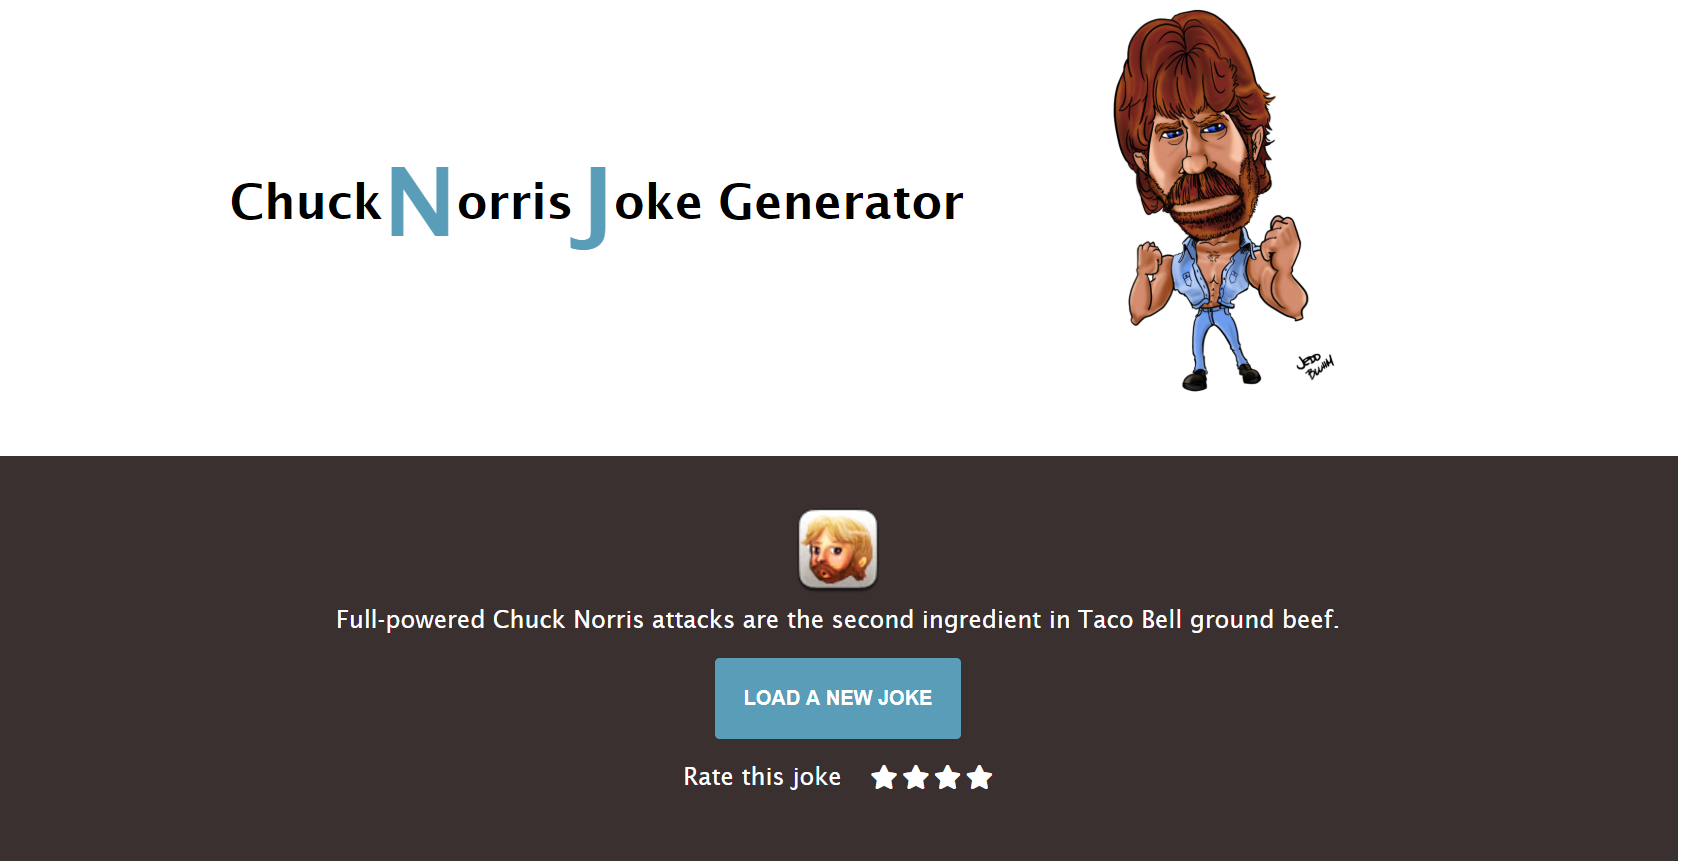 Chuck Norris Joke Generator
JEDD
BLUHM
Full-powered Chuck Norris attacks are the second ingredient in Taco Bell ground beef.
LOAD A NEW JOKE
Rate this joke